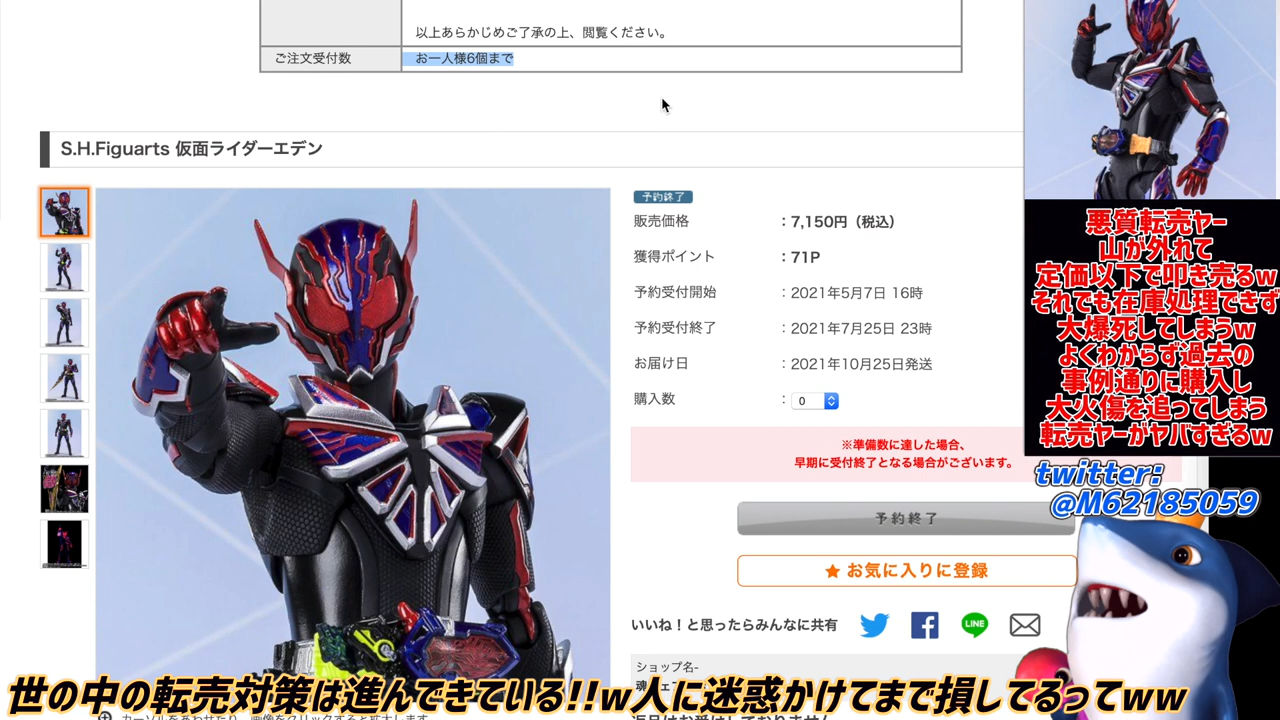 以上あらかじめご了承の上、閲覧ください。
ご注文受付数
お一人様6個まで
S.H.Figuarts 仮面ライダーエデン
予約終了
販売価格
：7,150円（税込）
獲得ポイント
：71P
予約受付開始
：2021年5月7日 16時
予約受付終了
：2021年7月25日 23時
お届け日
：2021年10月25日発送
購入数
：
0
※準備数に達した場合、
早期に受付終了となる場合がございます。
予約終了
★お気に入りに登録
いいね！と思ったらみんなに共有
LINE
ショップ名-
悪質転売ヤー
山が外れて
定価以下で叩き売るw
それでも在庫処理できず
大爆死してしまうw
よくわからず過去の
事例通りに購入し
大火傷を追ってしまう
転売ヤーがヤバすぎるw
twitter:
@M62185059
世の中の転売対策は進んできている!!w人に迷惑かけてまで損してるってww